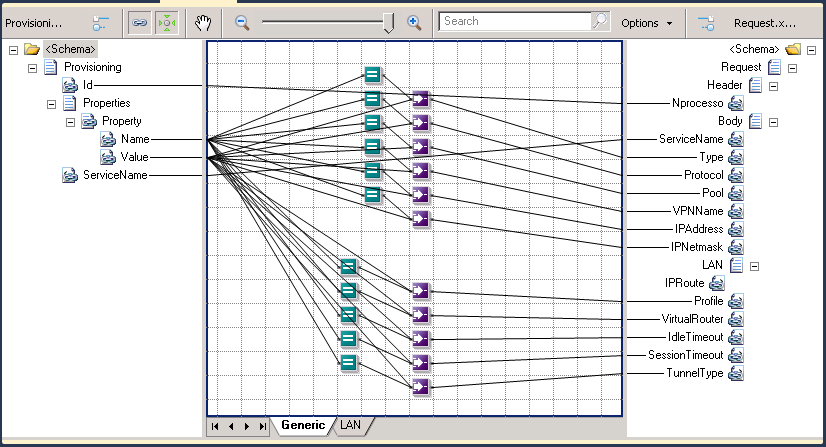 Provisioni...
Search
Options
Request.x...
<Schema>
Provisioning
Id
Properties
Property
Name
Value
ServiceName
<Schema>
Request
Header
Nprocesso
Body
ServiceName
Type
Protocol
Pool
VPNName
IPAddress
IPNetmask
LAN
IPRoute
Profile
VirtualRouter
IdleTimeout
SessionTimeout
TunnelType
Generic
LAN